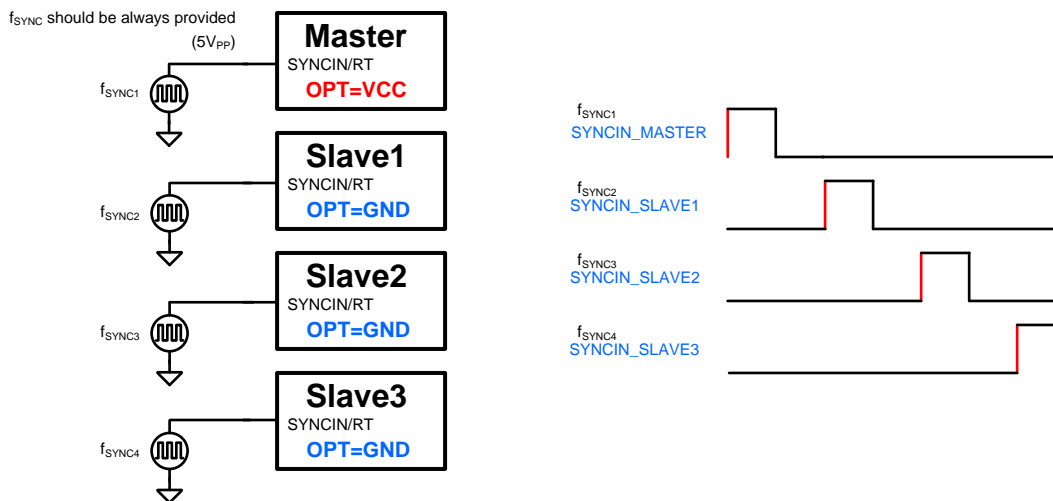 fSYNC should be always provided
(5VPP)
Master
SYNCIN/RT
OPT=VCC
fSYNC1
Slave1
SYNCIN/RT
OPT=GND
fSYNC2
Slave2
SYNCIN/RT
OPT=GND
fSYNC3
Slave3
SYNCIN/RT
OPT=GND
fSYNC4
fSYNC1
SYNCIN_MASTER
fSYNC2
SYNCIN_SLAVE1
fSYNC3
SYNCIN_SLAVE2
fSYNC4
SYNCIN_SLAVE3